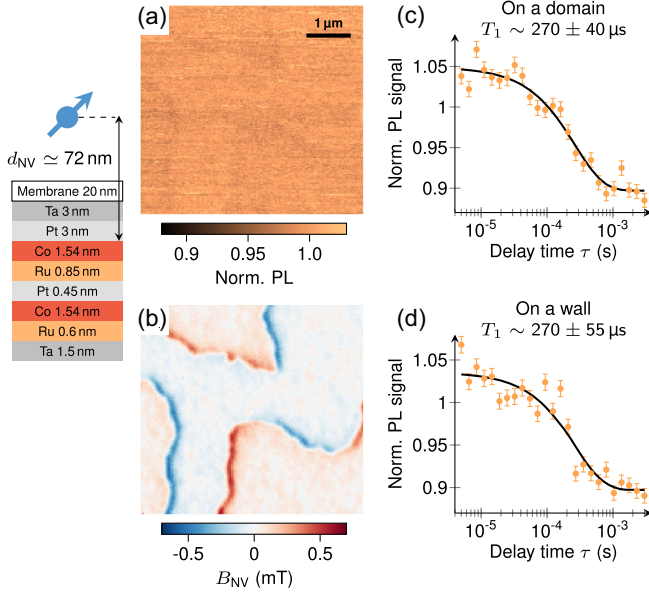 (a)
1 µm
d_NV ≃ 72 nm
Membrane 20 nm
Ta 3 nm
Pt 3 nm
Co 1.54 nm
Ru 0.85 nm
Pt 0.45 nm
Co 1.54 nm
Ru 0.6 nm
Ta 1.5 nm
0.90
0.95
1.0
Norm. PL
(b)
-0.5
0
0.5
B_NV (mT)
(c)
On a domain
T_1 ~ 270 ± 40 µs
Norm. PL signal
1.05
1
0.95
0.9
10^-5
10^-4
10^-3
Delay time τ (s)
(d)
On a wall
T_1 ~ 270 ± 55 µs
Norm. PL signal
1.05
1
0.95
0.9
10^-5
10^-4
10^-3
Delay time τ (s)